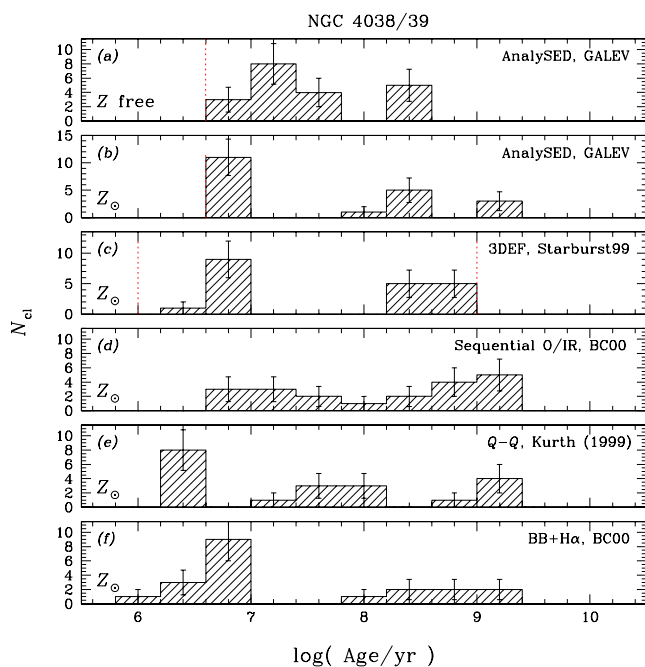 NGC 4038/39
(a)
AnalySED, GALEV
Z free
10
8
6
4
2
0
(b)
AnalySED, GALEV
Z⊙
15
10
5
0
(c)
3DEF, Starburst99
Z⊙
10
5
0
(d)
Sequential O/IR, BC00
Z⊙
10
8
6
4
2
0
(e)
Q-Q, Kurth (1999)
Z⊙
10
8
6
4
2
0
(f)
BB+Hα, BC00
Z⊙
10
8
6
4
2
0
N_cl
6 7 8 9 10
log( Age/yr )